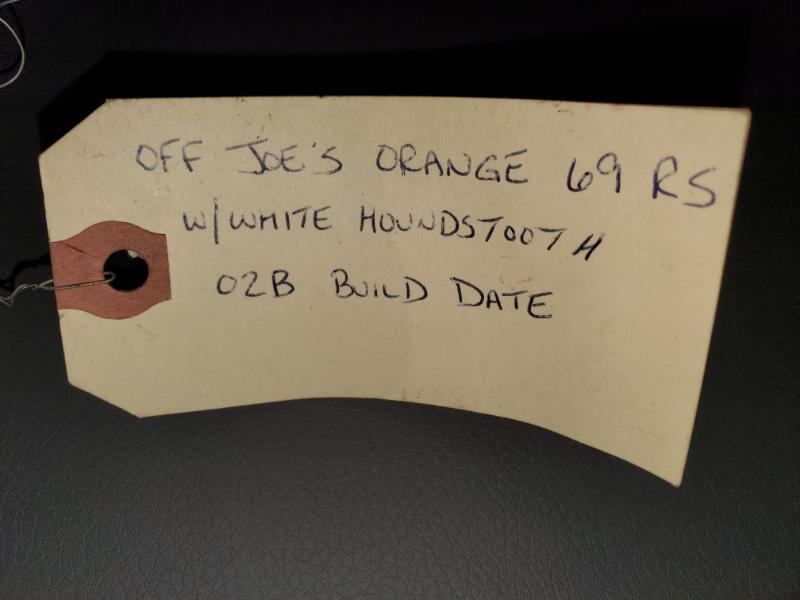 OFF JOE'S ORANGE 69 RS
W/WHITE HOUNDSTOOTH
02B BUILD DATE